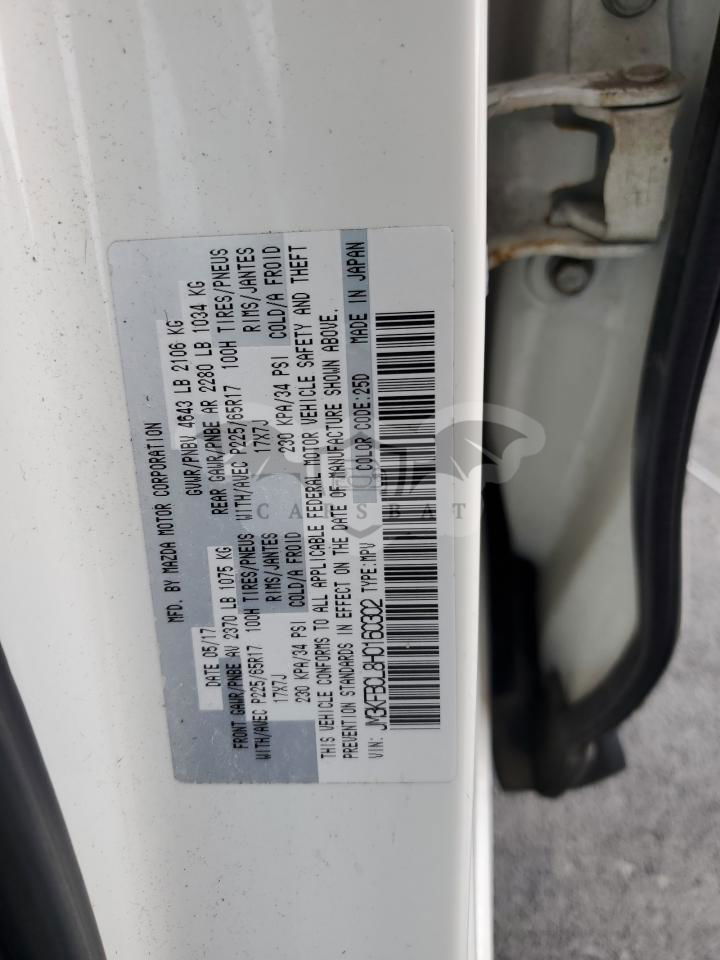 MFD. BY MAZDA MOTOR CORPORATION
DATE 05/17 GVWR/PNBV 4643 LB 2106 KG
FRONT GAWR/PNBE AV 2370 LB 1075 KG REAR GAWR/PNBE AR 2280 LB 1034 KG
WITH/AVEC P225/65R17 100H TIRES/PNEUS WITH/AVEC P225/65R17 100H TIRES/PNEUS
17X7J RIMS/JANTES 17X7J RIMS/JANTES
230 KPA/34 PSI COLD/A FROID 230 KPA/34 PSI COLD/A FROID
THIS VEHICLE CONFORMS TO ALL APPLICABLE FEDERAL MOTOR VEHICLE SAFETY AND THEFT
PREVENTION STANDARDS IN EFFECT ON THE DATE OF MANUFACTURE SHOWN ABOVE.
VIN: JM3KFBCL8H0160302 TYPE:MPV COLOR CODE:25D MADE IN JAPAN
CARSBAT